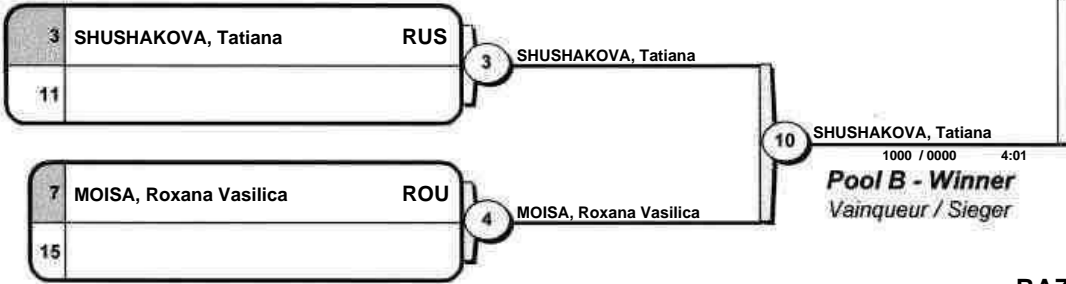 3 SHUSHAKOVA, Tatiana RUS
11
3
SHUSHAKOVA, Tatiana
7 MOISA, Roxana Vasilica ROU
15
4
MOISA, Roxana Vasilica
10
SHUSHAKOVA, Tatiana
1000 / 0000 4:01
Pool B - Winner
Vainqueur / Sieger